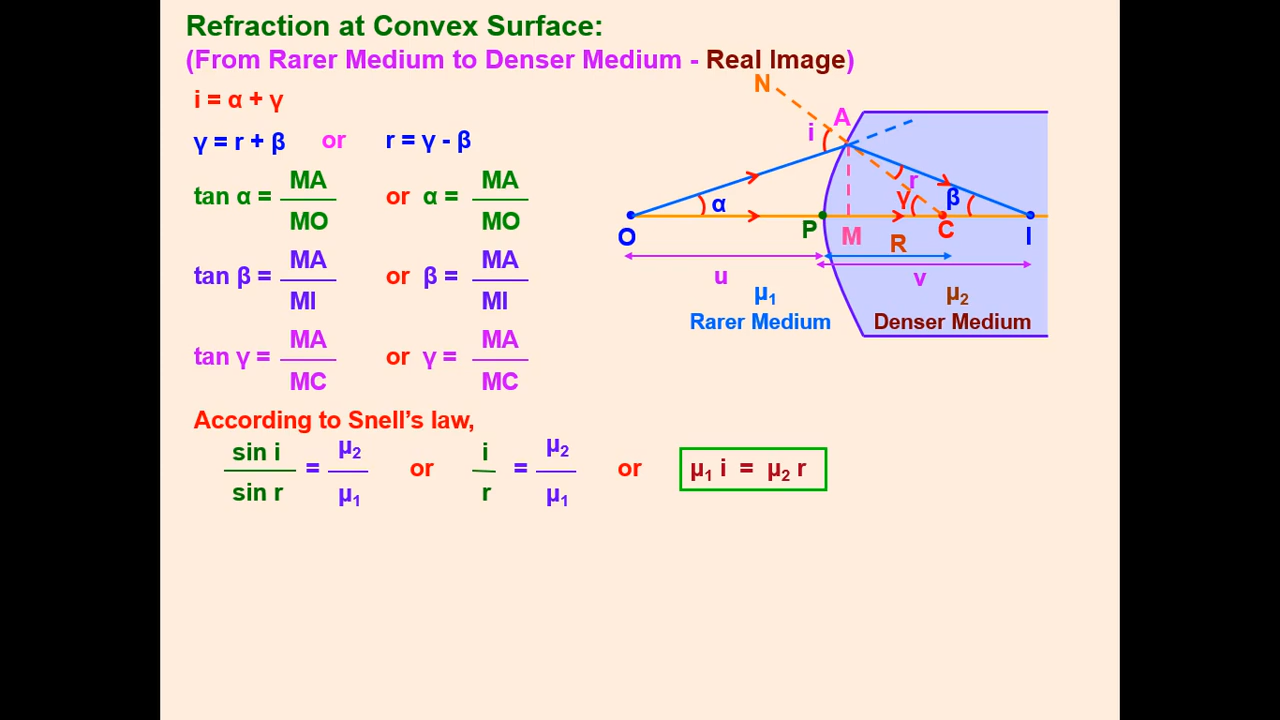 Refraction at Convex Surface:
(From Rarer Medium to Denser Medium - Real Image)
i = α + γ
γ = r + β or r = γ - β
tan α = MA / MO or α = MA / MO
tan β = MA / MI or β = MA / MI
tan γ = MA / MC or γ = MA / MC
According to Snell’s law,
sin i / sin r = μ₂ / μ₁ or i / r = μ₂ / μ₁ or μ₁ i = μ₂ r
N
A
i
r
α
γ
β
O
P
M
C
I
R
u
v
μ₁
Rarer Medium
μ₂
Denser Medium